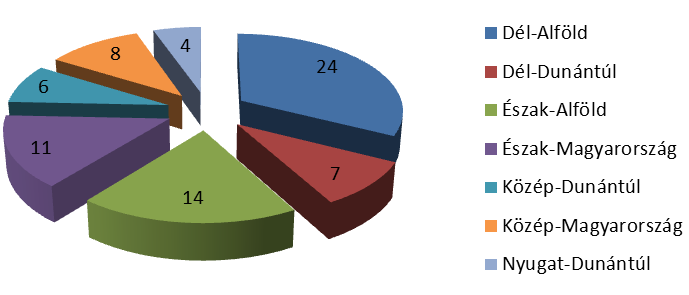 24
7
14
11
6
8
4
Dél-Alföld
Dél-Dunántúl
Észak-Alföld
Észak-Magyarország
Közép-Dunántúl
Közép-Magyarország
Nyugat-Dunántúl